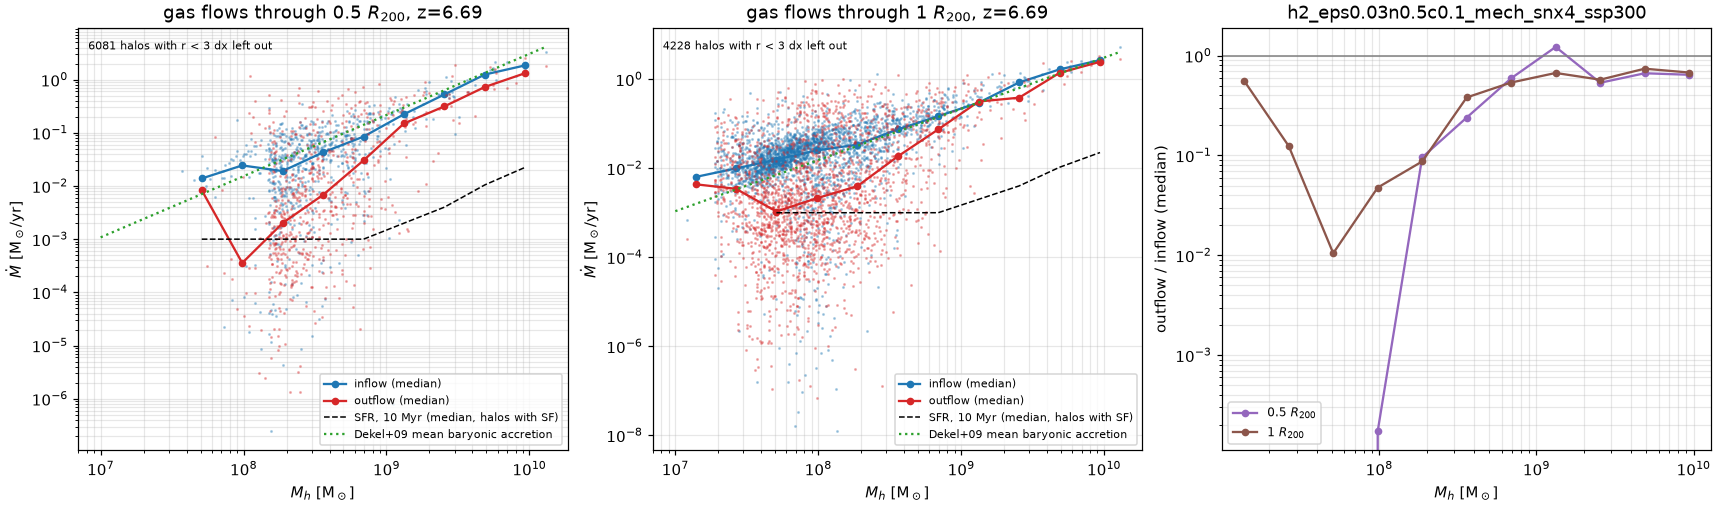 gas flows through 0.5 R₂₀₀, z=6.69
6081 halos with r < 3 dx left out
10⁰
10⁻¹
10⁻²
10⁻³
10⁻⁴
10⁻⁵
10⁻⁶
Ṁ [M⊙/yr]
inflow (median)
outflow (median)
SFR, 10 Myr (median, halos with SF)
Dekel+09 mean baryonic accretion
10⁷ 10⁸ 10⁹ 10¹⁰
Mₕ [M⊙]
gas flows through 1 R₂₀₀, z=6.69
4228 halos with r < 3 dx left out
10⁰
10⁻²
10⁻⁴
10⁻⁶
10⁻⁸
Ṁ [M⊙/yr]
inflow (median)
outflow (median)
SFR, 10 Myr (median, halos with SF)
Dekel+09 mean baryonic accretion
10⁷ 10⁸ 10⁹ 10¹⁰
Mₕ [M⊙]
h2_eps0.03n0.5c0.1_mech_snx4_ssp300
10⁰
10⁻¹
10⁻²
10⁻³
outflow / inflow (median)
0.5 R₂₀₀
1 R₂₀₀
10⁸ 10⁹ 10¹⁰
Mₕ [M⊙]